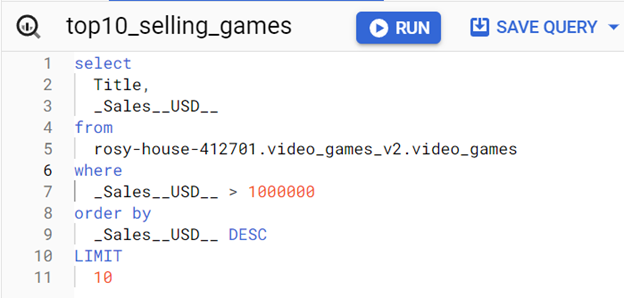 top10_selling_games RUN SAVE QUERY
1 select
2 Title,
3 _Sales__USD__
4 from
5 rosy-house-412701.video_games_v2.video_games
6 where
7 _Sales__USD__ > 1000000
8 order by
9 _Sales__USD__ DESC
10 LIMIT
11 10